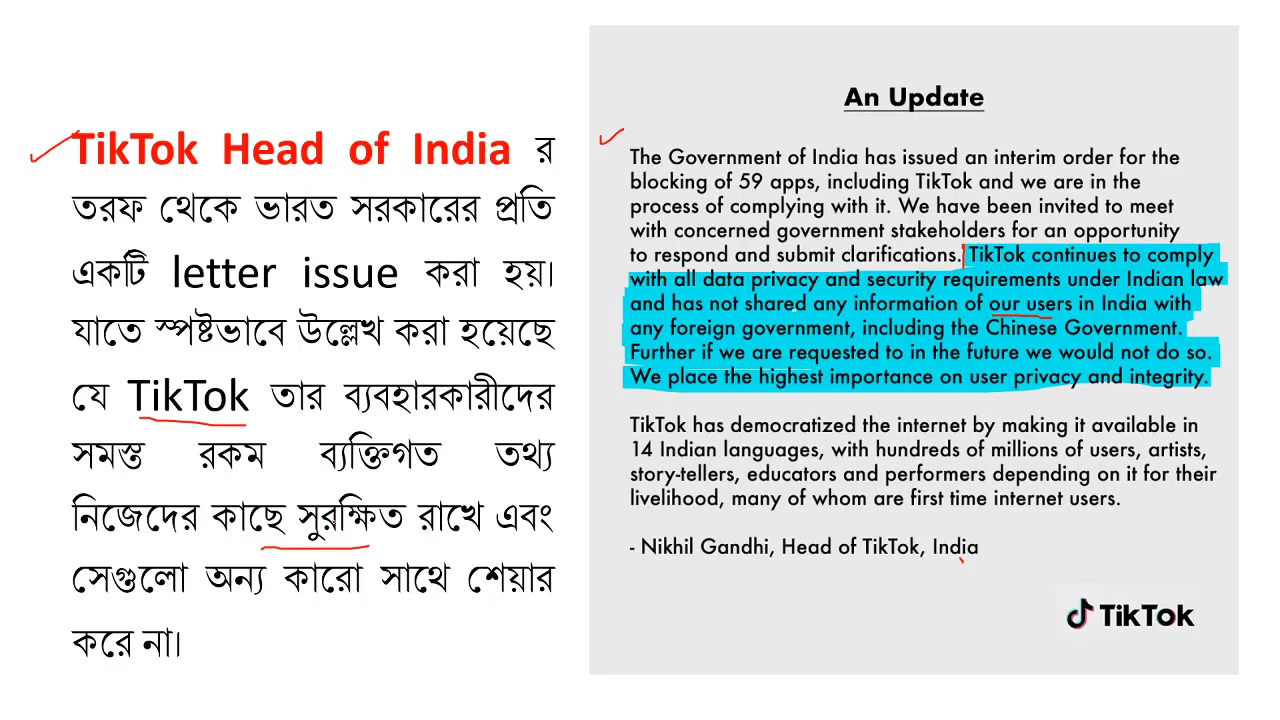 TikTok Head of India র
তরফ থেকে ভারত সরকারের প্রতি
একটি letter issue করা হয়।
যাতে স্পষ্টভাবে উল্লেখ করা হয়েছে
যে TikTok তার ব্যবহারকারীদের
সমস্ত রকম ব্যক্তিগত তথ্য
নিজেদের কাছে সুরক্ষিত রাখে এবং
সেগুলো অন্য কারো সাথে শেয়ার
করে না।
An Update
The Government of India has issued an interim order for the
blocking of 59 apps, including TikTok and we are in the
process of complying with it. We have been invited to meet
with concerned government stakeholders for an opportunity
to respond and submit clarifications. TikTok continues to comply
with all data privacy and security requirements under Indian law
and has not shared any information of our users in India with
any foreign government, including the Chinese Government.
Further if we are requested to in the future we would not do so.
We place the highest importance on user privacy and integrity.
TikTok has democratized the internet by making it available in
14 Indian languages, with hundreds of millions of users, artists,
story-tellers, educators and performers depending on it for their
livelihood, many of whom are first time internet users.
- Nikhil Gandhi, Head of TikTok, India
TikTok